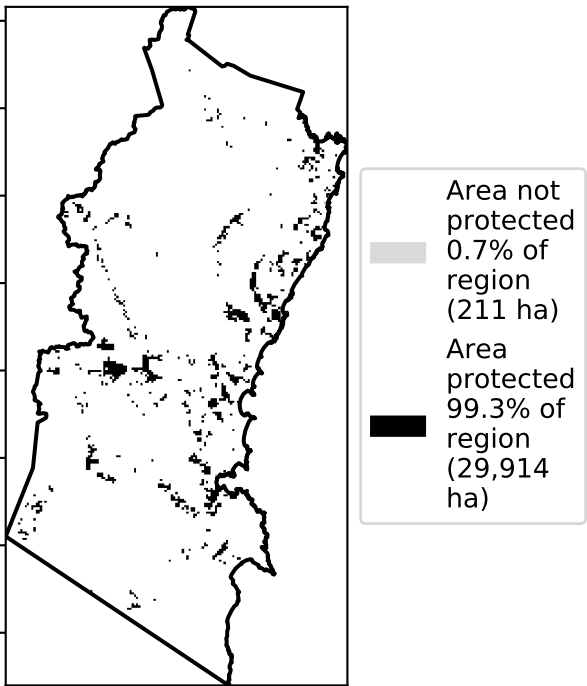 Area not
protected
0.7% of
region
(211 ha)
Area
protected
99.3% of
region
(29,914
ha)